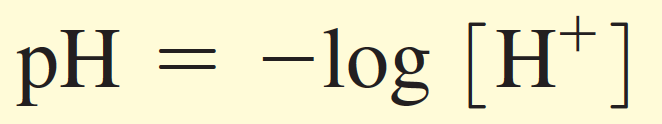 pH = −log [H⁺]